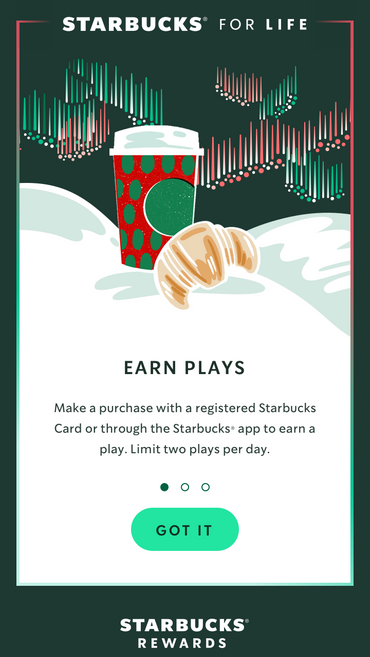 STARBUCKS® FOR LIFE
EARN PLAYS
Make a purchase with a registered Starbucks
Card or through the Starbucks® app to earn a
play. Limit two plays per day.
GOT IT
STARBUCKS®
REWARDS